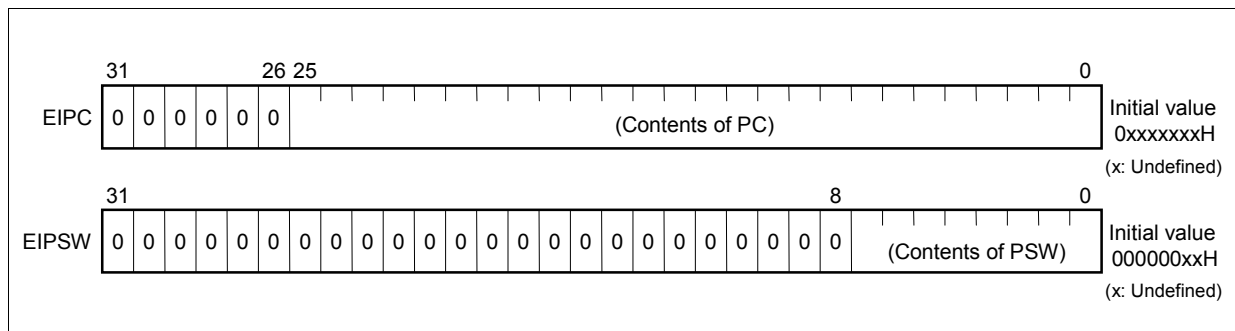 31 26 25 0
EIPC 0 0 0 0 0 0 (Contents of PC) Initial value
0xxxxxxxH
(x: Undefined)
31 8 0
EIPSW 0 0 0 0 0 0 0 0 0 0 0 0 0 0 0 0 0 0 0 0 0 0 0 0 (Contents of PSW) Initial value
000000xxH
(x: Undefined)